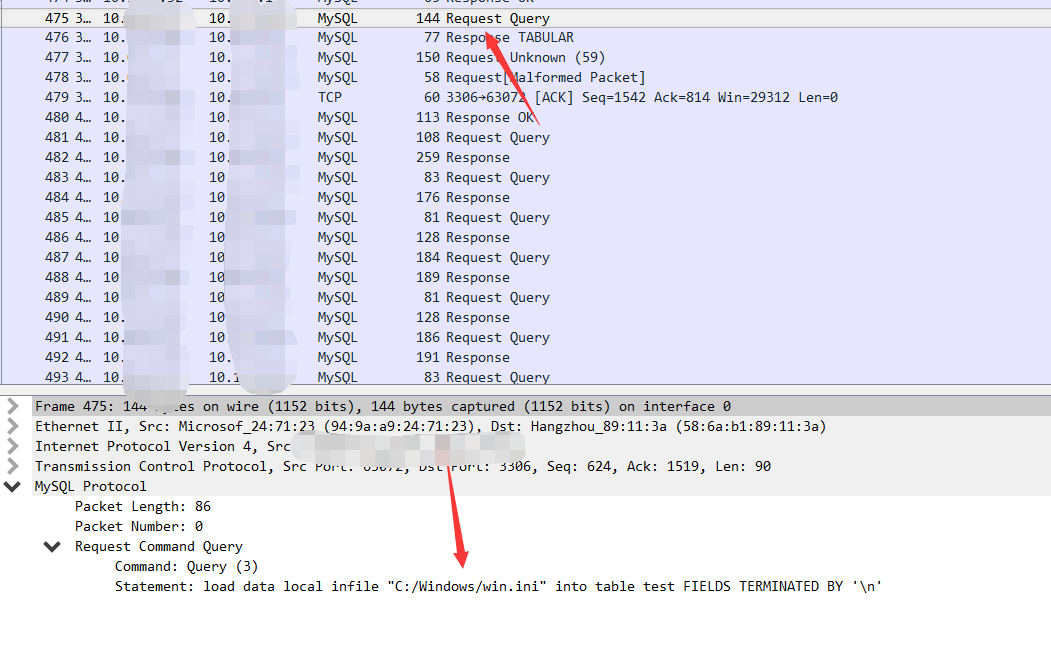 475 3… 10. 10. MySQL 144 Request Query
476 3… 10. 10. MySQL 77 Response TABULAR
477 3… 10. 10. MySQL 150 Request Unknown (59)
478 3… 10. 10. MySQL 58 Request[Malformed Packet]
479 3… 10. 10. TCP 60 3306→63072 [ACK] Seq=1542 Ack=814 Win=29312 Len=0
480 4… 10. 10. MySQL 113 Response OK
481 4… 10. 10. MySQL 108 Request Query
482 4… 10. 10. MySQL 259 Response
483 4… 10. 10. MySQL 83 Request Query
484 4… 10 10. MySQL 176 Response
485 4… 10 10 MySQL 81 Request Query
486 4… 10 10 MySQL 128 Response
487 4… 10 10 MySQL 184 Request Query
488 4… 10 10 MySQL 189 Response
489 4… 10 10 MySQL 81 Request Query
490 4… 10 10 MySQL 128 Response
491 4… 10. 10 MySQL 186 Request Query
492 4… 10. 10. MySQL 191 Response
493 4… 10. 10.1 MySQL 83 Request Query
Frame 475: 144 bytes on wire (1152 bits), 144 bytes captured (1152 bits) on interface 0
Ethernet II, Src: Microsof_24:71:23 (94:9a:a9:24:71:23), Dst: Hangzhou_89:11:3a (58:6a:b1:89:11:3a)
Internet Protocol Version 4, Src
Transmission Control Protocol, Src Port: 63072, Dst Port: 3306, Seq: 624, Ack: 1519, Len: 90
MySQL Protocol
Packet Length: 86
Packet Number: 0
Request Command Query
Command: Query (3)
Statement: load data local infile "C:/Windows/win.ini" into table test FIELDS TERMINATED BY '\n'